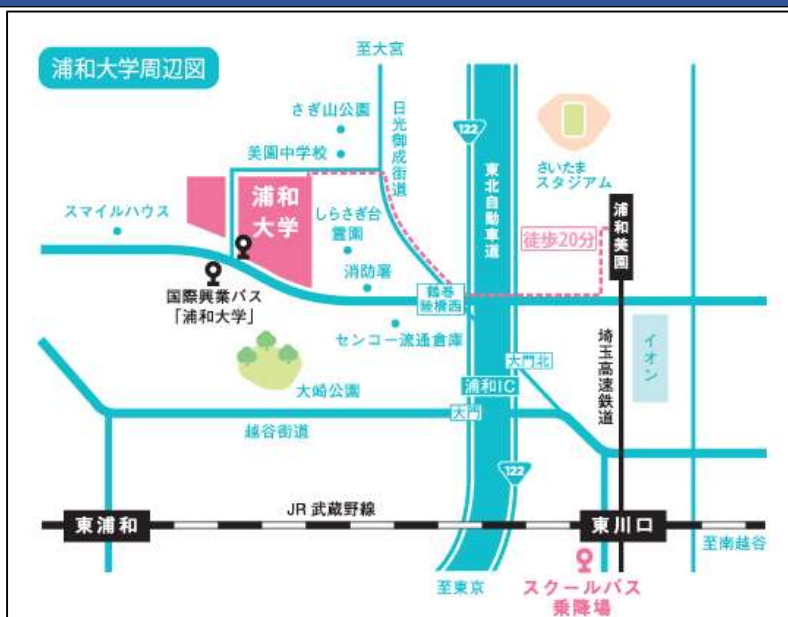 浦和大学周辺図
至大宮
さぎ山公園
日光御成街道
122
美園中学校
さいたま
スタジアム
東北自動車道
浦和
大学
スマイルハウス
しらさぎ台
霊園
徒歩20分
浦和美園
消防署
国際興業バス
「浦和大学」
鶴巻
陸橋西
センコー流通倉庫
埼玉高速鉄道
イオン
大門北
大崎公園
浦和IC
大門
越谷街道
122
JR 武蔵野線
東浦和
東川口
至南越谷
至東京
スクールバス
乗降場